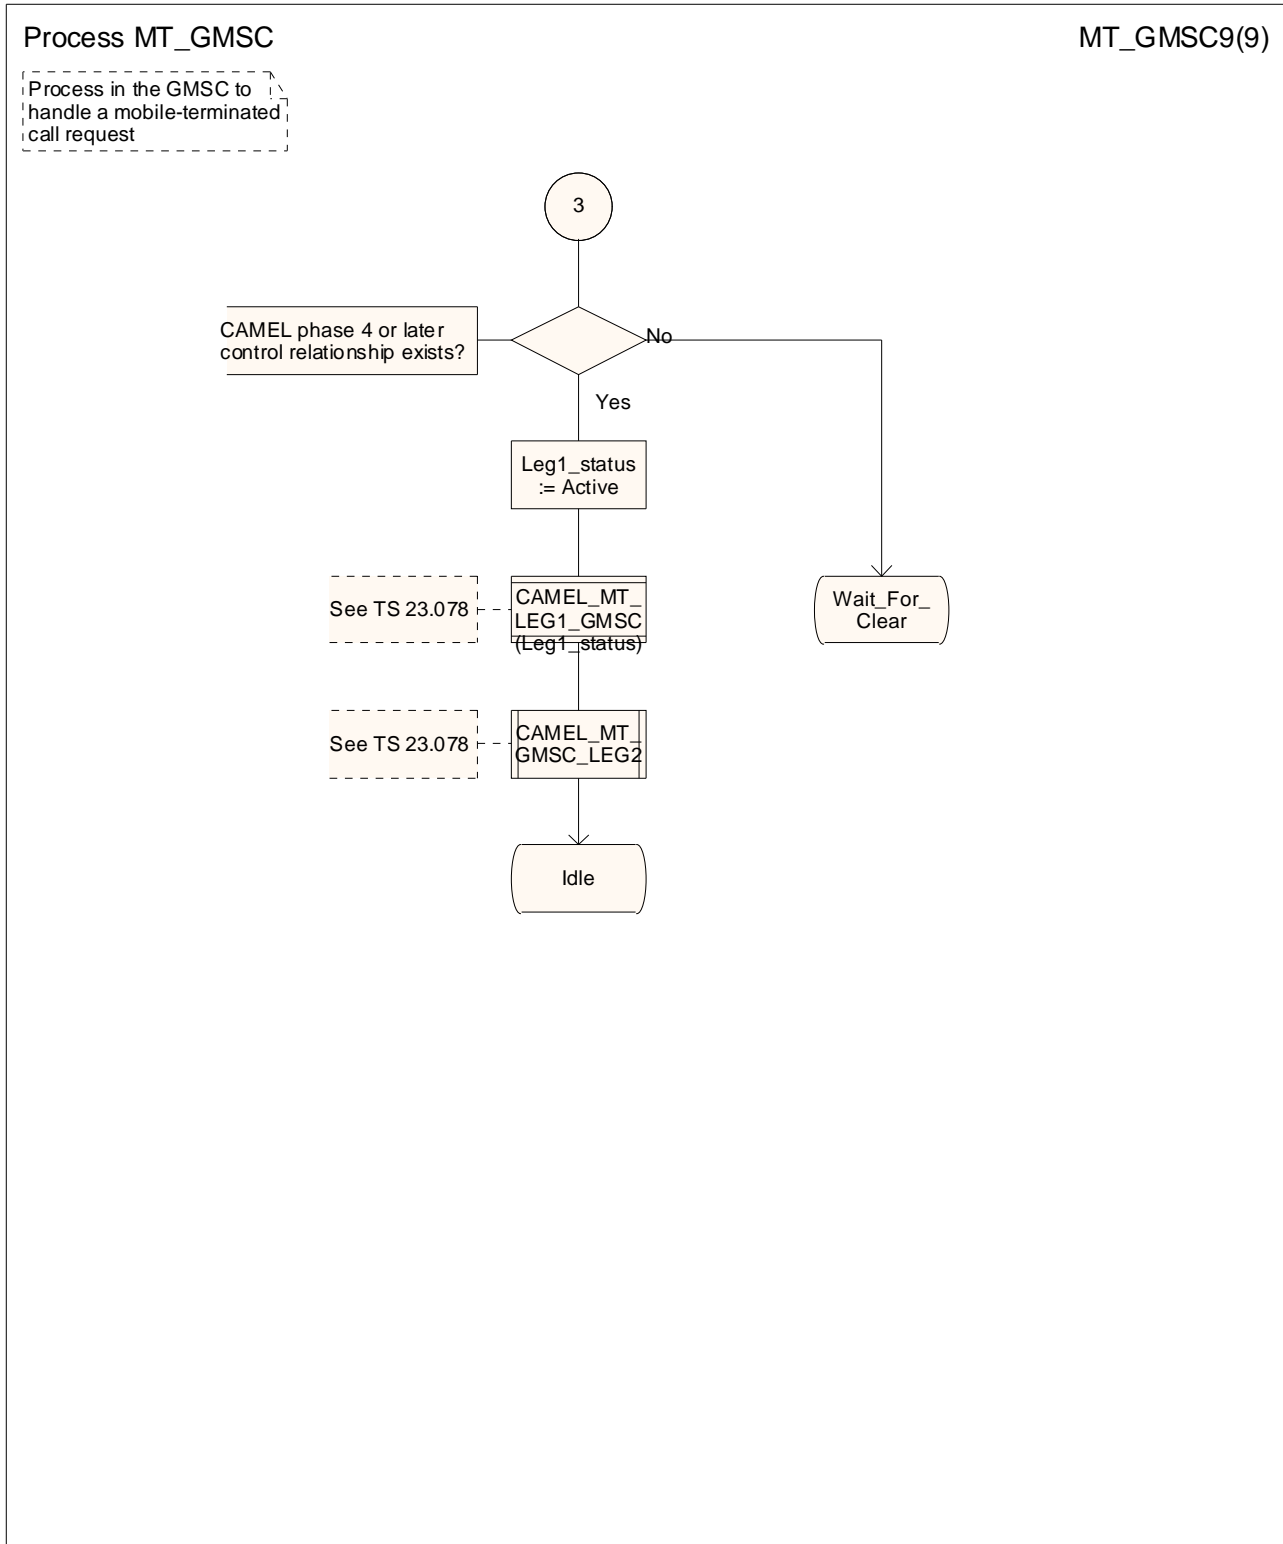 Process MT_GMSC
MT_GMSC9(9)
Process in the GMSC to
handle a mobile-terminated
call request
3
CAMEL phase 4 or later
control relationship exists?
No
Yes
Leg1_status
:= Active
See TS 23.078
CAMEL_MT_
LEG1_GMSC
(Leg1_status)
Wait_For_
Clear
See TS 23.078
CAMEL_MT_
GMSC_LEG2
Idle